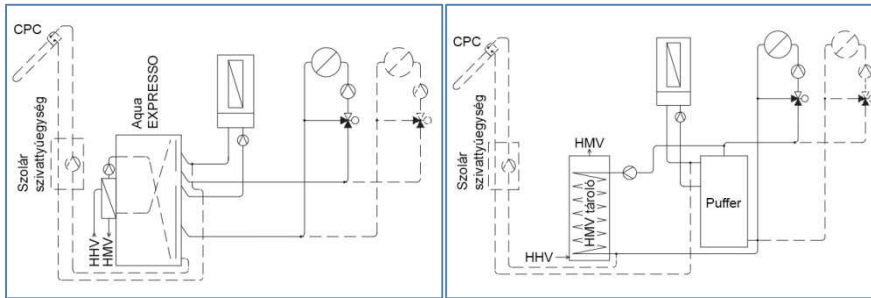 CPC
Szolár
szivattyúegység
Aqua
EXPRESSO
HHV
HMV
CPC
Szolár
szivattyúegység
HMV
HMV tároló
HHV
Puffer